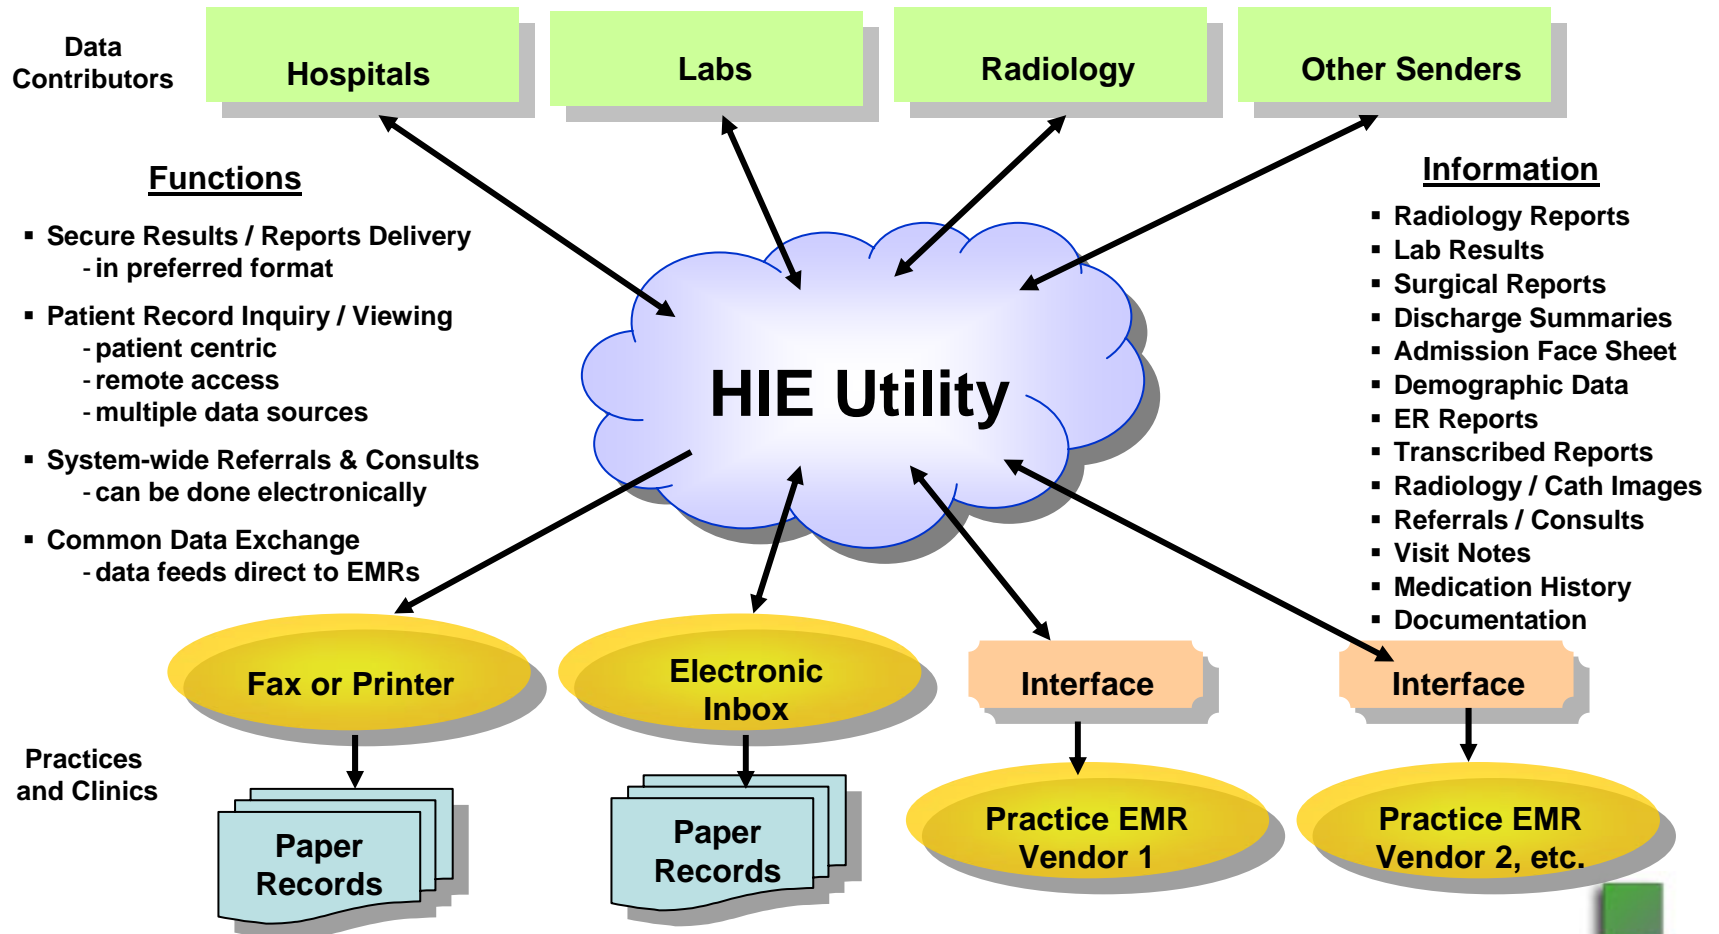 Data
Contributors
Hospitals
Labs
Radiology
Other Senders
Functions
▪ Secure Results / Reports Delivery
- in preferred format
▪ Patient Record Inquiry / Viewing
- patient centric
- remote access
- multiple data sources
▪ System-wide Referrals & Consults
- can be done electronically
▪ Common Data Exchange
- data feeds direct to EMRs
HIE Utility
Information
▪ Radiology Reports
▪ Lab Results
▪ Surgical Reports
▪ Discharge Summaries
▪ Admission Face Sheet
▪ Demographic Data
▪ ER Reports
▪ Transcribed Reports
▪ Radiology / Cath Images
▪ Referrals / Consults
▪ Visit Notes
▪ Medication History
▪ Documentation
Fax or Printer
Electronic
Inbox
Interface
Interface
Practices
and Clinics
Paper
Records
Paper
Records
Practice EMR
Vendor 1
Practice EMR
Vendor 2, etc.